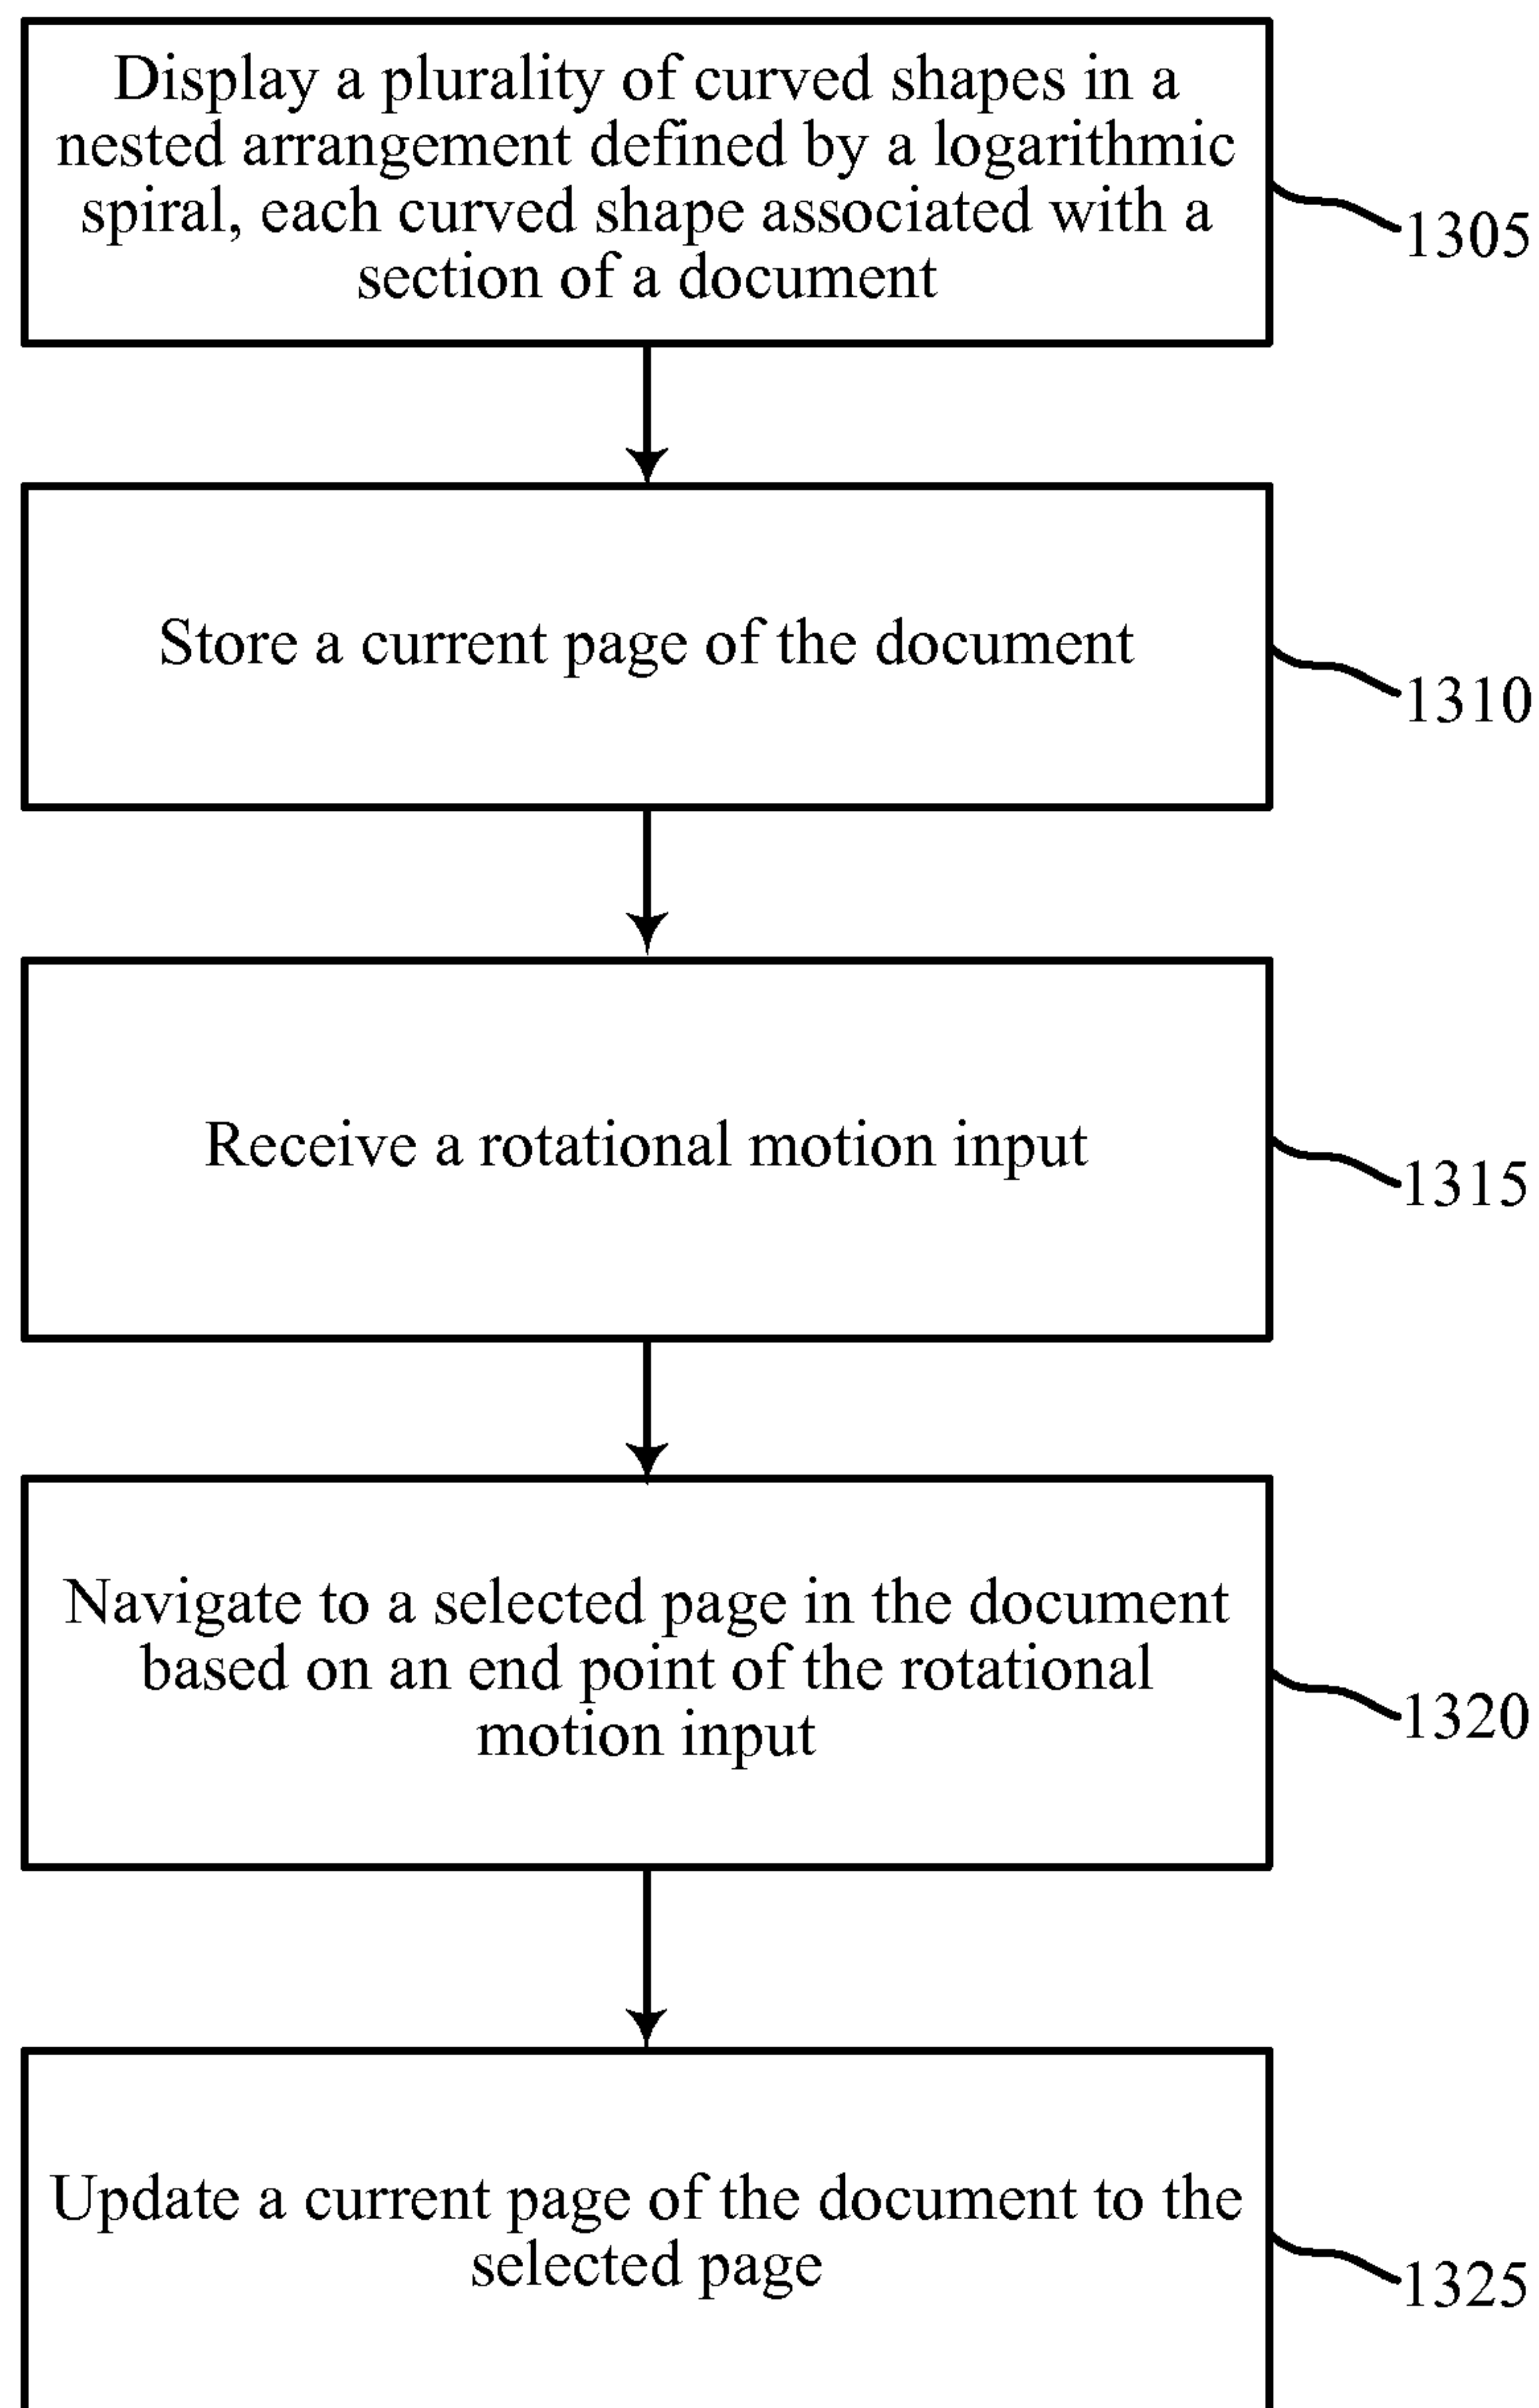 Display a plurality of curved shapes in a
nested arrangement defined by a logarithmic
spiral, each curved shape associated with a
section of a document
1305
Store a current page of the document
1310
Receive a rotational motion input
1315
Navigate to a selected page in the document
based on an end point of the rotational
motion input
1320
Update a current page of the document to the
selected page
1325